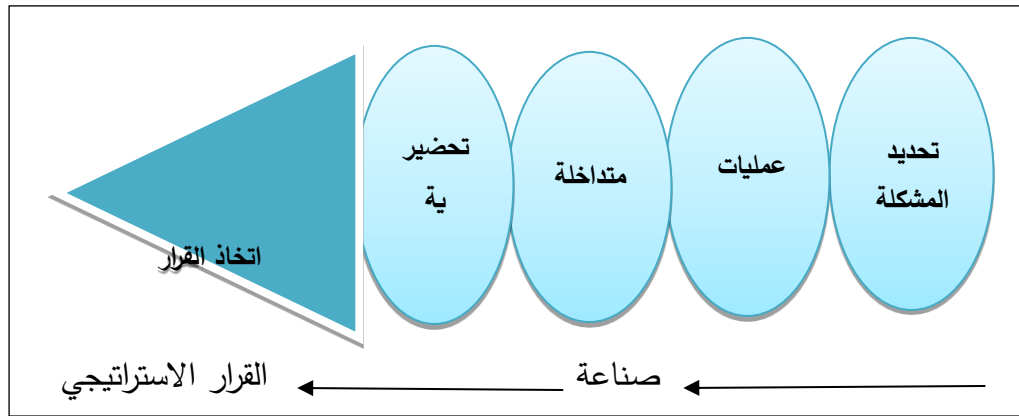 تحديد
المشكلة
عمليات
متداخلة
تحضير
ية
اتخاذ القرار
صناعة
القرار الاستراتيجي